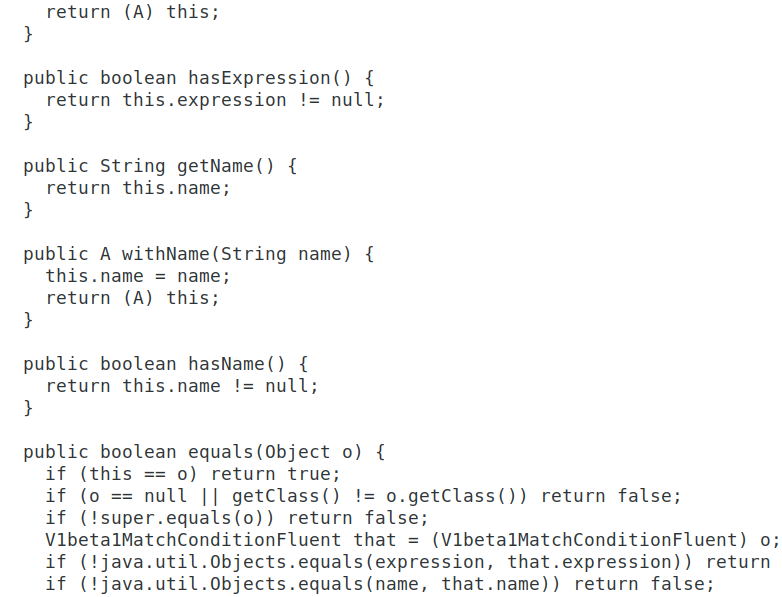 return (A) this;
  }

  public boolean hasExpression() {
    return this.expression != null;
  }

  public String getName() {
    return this.name;
  }

  public A withName(String name) {
    this.name = name;
    return (A) this;
  }

  public boolean hasName() {
    return this.name != null;
  }

  public boolean equals(Object o) {
    if (this == o) return true;
    if (o == null || getClass() != o.getClass()) return false;
    if (!super.equals(o)) return false;
    V1beta1MatchConditionFluent that = (V1beta1MatchConditionFluent) o;
    if (!java.util.Objects.equals(expression, that.expression)) return
    if (!java.util.Objects.equals(name, that.name)) return false;